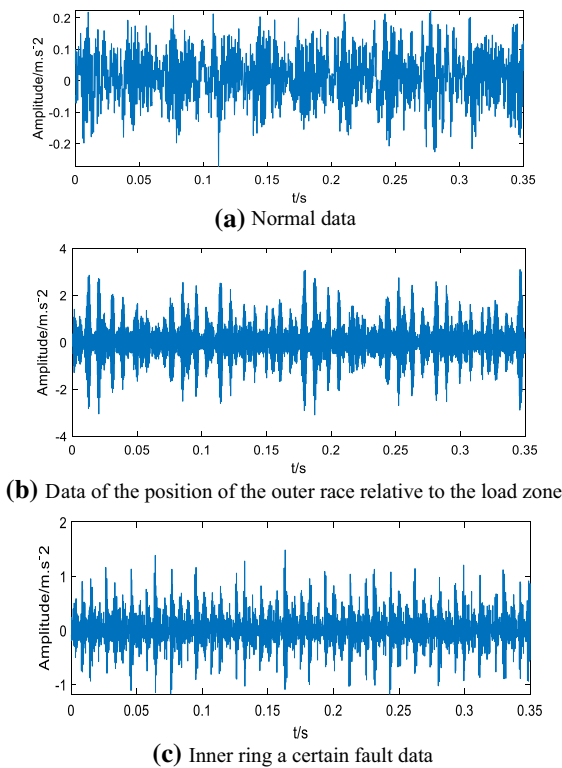 0.2
0.1
0
-0.1
-0.2
Amplitude/m.s-2
0 0.05 0.1 0.15 0.2 0.25 0.3 0.35
t/s
(a) Normal data
4
2
0
-2
-4
Amplitude/m.s-2
0 0.05 0.1 0.15 0.2 0.25 0.3 0.35
t/s
(b) Data of the position of the outer race relative to the load zone
2
1
0
-1
Amplitude/m.s-2
0 0.05 0.1 0.15 0.2 0.25 0.3 0.35
t/s
(c) Inner ring a certain fault data